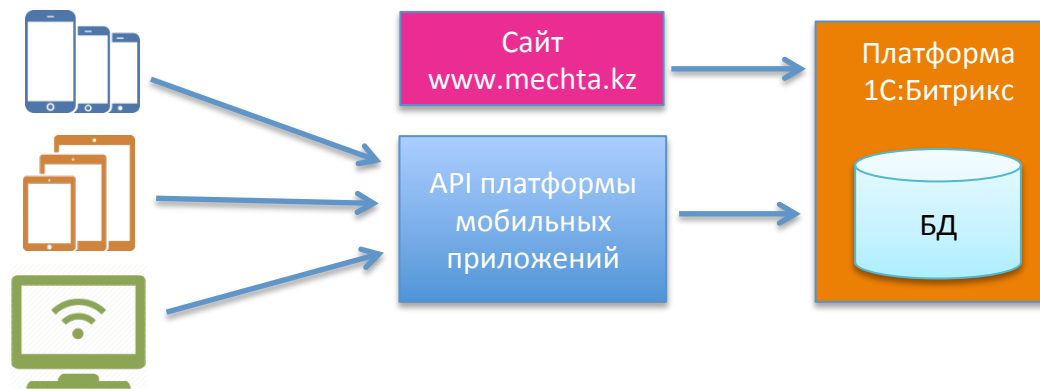 Сайт
www.mechta.kz
Платформа
1С:Битрикс
API платформы
мобильных
приложений
БД